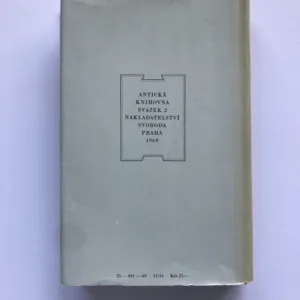 ANTICKÁ
KNIHOVNA
SVAZEK 2
NAKLADATELSTVÍ
SVOBODA
PRAHA
1969